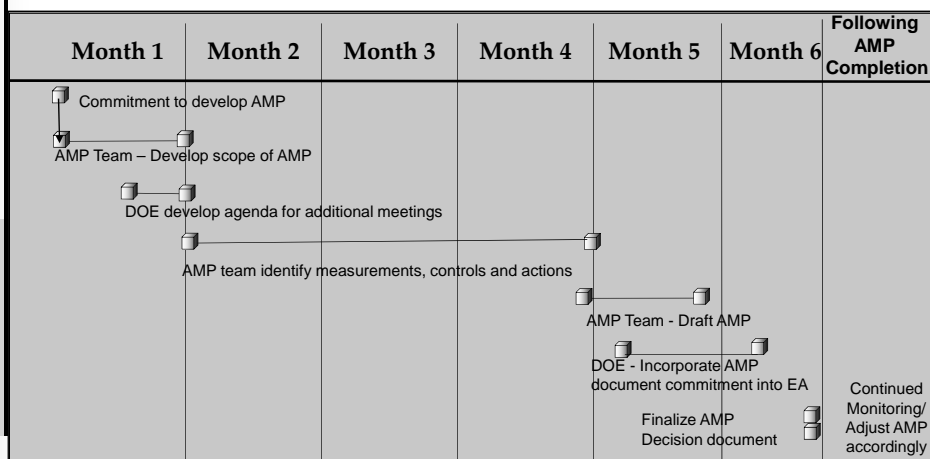 Month 1 Month 2 Month 3 Month 4 Month 5 Month 6
Following
AMP
Completion
Commitment to develop AMP
AMP Team – Develop scope of AMP
DOE develop agenda for additional meetings
AMP team identify measurements, controls and actions
AMP Team - Draft AMP
DOE - Incorporate AMP
document commitment into EA
Finalize AMP
Decision document
Continued
Monitoring/
Adjust AMP
accordingly